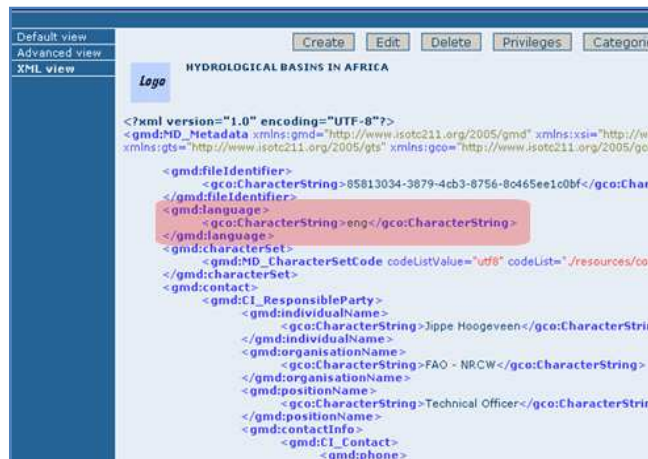 Default view
Advanced view
XML view
Create Edit Delete Privileges Categori
Logo
HYDROLOGICAL BASINS IN AFRICA
<?xml version="1.0" encoding="UTF-8"?>
<gmd:MD_Metadata xmlns:gmd="http://www.isotc211.org/2005/gmd" xmlns:xsi="http://w
xmlns:gts="http://www.isotc211.org/2005/gts" xmlns:gco="http://www.isotc211.org/2005/gc
<gmd:fileIdentifier>
<gco:CharacterString>85813034-3879-4cb3-8756-8c465ee1c0bf</gco:Char
</gmd:fileIdentifier>
<gmd:language>
<gco:CharacterString>eng</gco:CharacterString>
</gmd:language>
<gmd:characterSet>
<gmd:MD_CharacterSetCode codeListValue="utf8" codeList="./resources/co
</gmd:characterSet>
<gmd:contact>
<gmd:CI_ResponsibleParty>
<gmd:individualName>
<gco:CharacterString>Jippe Hoogeveen</gco:CharacterStri
</gmd:individualName>
<gmd:organisationName>
<gco:CharacterString>FAO - NRCW</gco:CharacterString>
</gmd:organisationName>
<gmd:positionName>
<gco:CharacterString>Technical Officer</gco:CharacterStrin
</gmd:positionName>
<gmd:contactInfo>
<gmd:CI_Contact>
<gmd:phone>